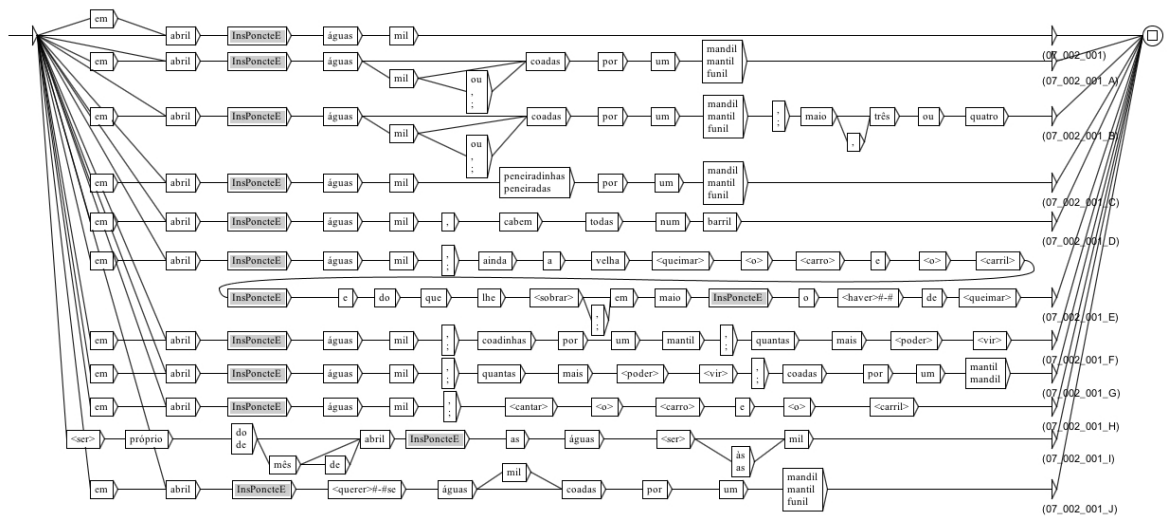 em
abril InsPoncteE águas mil
(07_002_001)
em abril InsPoncteE águas mil ou , ; coadas por um mandil mantil funil
(07_002_001_A)
em abril InsPoncteE águas mil ou , ; coadas por um mandil mantil funil , ; maio , três ou quatro
(07_002_001_B)
em abril InsPoncteE águas mil peneiradinhas peneiradas por um mandil mantil funil
(07_002_001_C)
em abril InsPoncteE águas mil , cabem todas num barril
(07_002_001_D)
em abril InsPoncteE águas mil , ; ainda a velha <queimar> <o> <carro> e <o> <carril>
InsPoncteE e do que lhe <sobrar> , ; em maio InsPoncteE o <haver>#-# de <queimar>
(07_002_001_E)
em abril InsPoncteE águas mil , ; coadinhas por um mantil , ; quantas mais <poder> <vir>
(07_002_001_F)
em abril InsPoncteE águas mil , ; quantas mais <poder> <vir> , ; coadas por um mantil mandil
(07_002_001_G)
em abril InsPoncteE águas mil , ; <cantar> <o> <carro> e <o> <carril>
(07_002_001_H)
<ser> próprio do de mês de abril InsPoncteE as águas <ser> às as mil
(07_002_001_I)
em abril InsPoncteE <querer>#-#se águas mil coadas por um mandil mantil funil
(07_002_001_J)